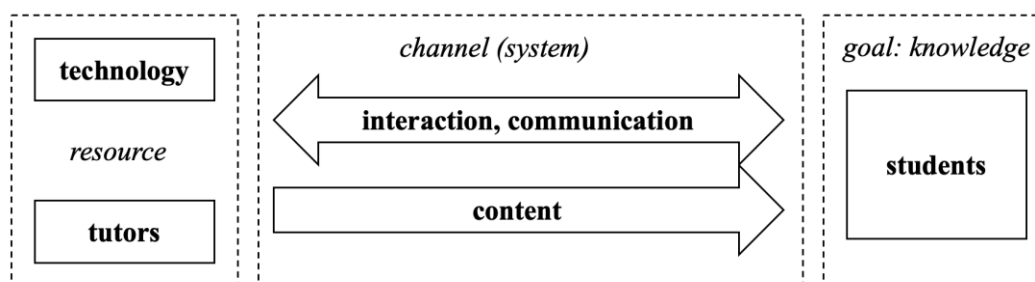 technology
resource
tutors
channel (system)
interaction, communication
content
goal: knowledge
students